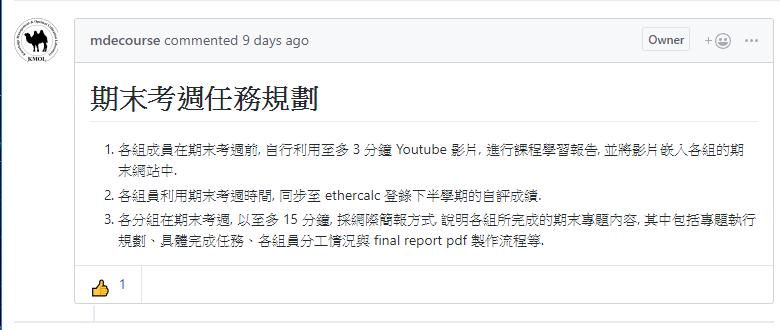 mdecourse commented 9 days ago
Owner
期末考週任務規劃
1. 各組成員在期末考週前, 自行利用至多 3 分鐘 Youtube 影片, 進行課程學習報告, 並將影片嵌入各組的期
末網站中.
2. 各組員利用期末考週時間, 同步至 ethercalc 登錄下半學期的自評成績.
3. 各分組在期末考週, 以至多 15 分鐘, 採網際簡報方式, 說明各組所完成的期末專題內容, 其中包括專題執行
規劃、具體完成任務、各組員分工情況與 final report pdf 製作流程等.
1
KMOL